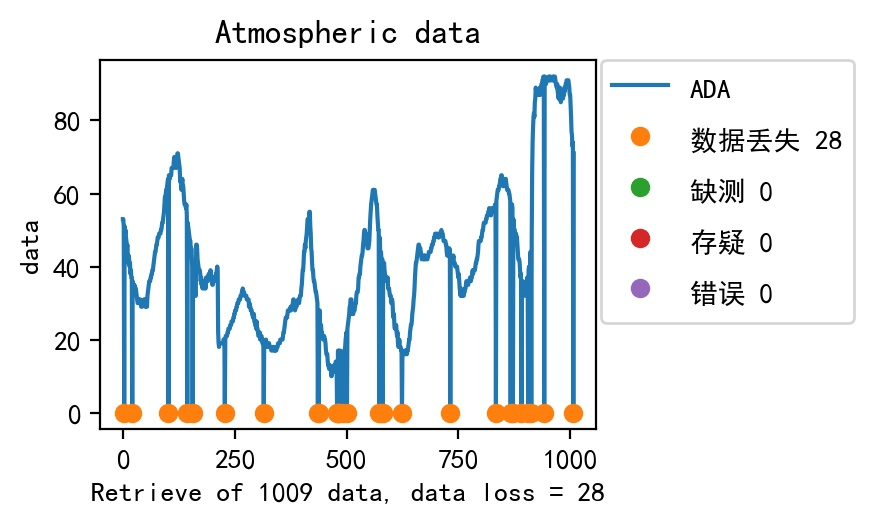 Atmospheric data
ADA
数据丢失 28
缺测 0
存疑 0
错误 0
data
80
60
40
20
0
0 250 500 750 1000
Retrieve of 1009 data, data loss = 28